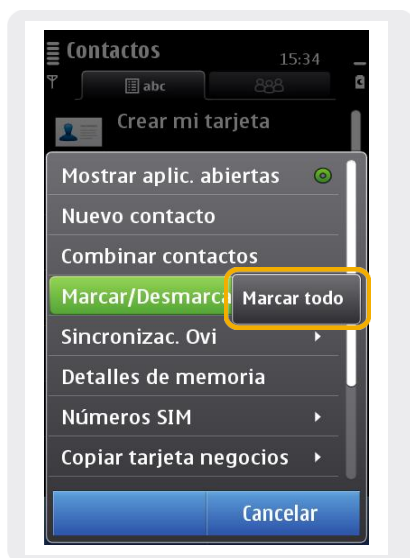 Contactos
15:34
abc
Crear mi tarjeta
Mostrar aplic. abiertas
Nuevo contacto
Combinar contactos
Marcar/Desmarca
Marcar todo
Sincronizac. Ovi
Detalles de memoria
Números SIM
Copiar tarjeta negocios
Cancelar